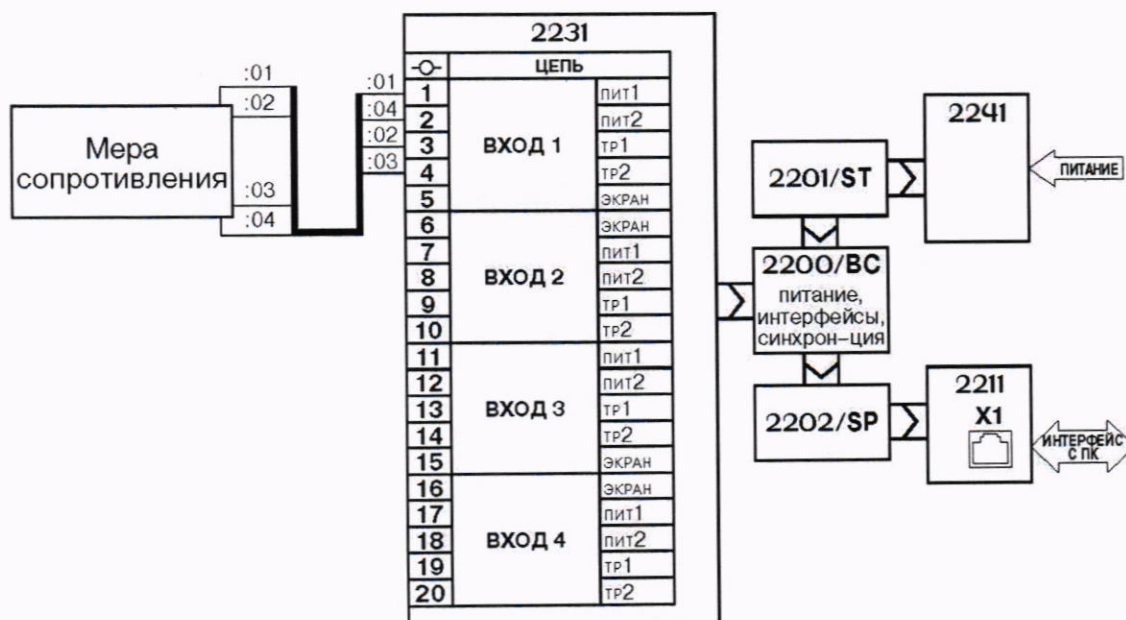 2231
ЦЕПЬ
:01
:02
Мера
сопротивления
:03
:04
:01
:04
:02
:03
1 ПИТ1
2 ПИТ2
3 ВХОД 1 ТР1
4 ТР2
5 ЭКРАН
6 ЭКРАН
7 ПИТ1
8 ВХОД 2 ПИТ2
9 ТР1
10 ТР2
11 ПИТ1
12 ПИТ2
13 ВХОД 3 ТР1
14 ТР2
15 ЭКРАН
16 ЭКРАН
17 ПИТ1
18 ВХОД 4 ПИТ2
19 ТР1
20 ТР2
2201/ST
2241
ПИТАНИЕ
2200/BC
питание,
интерфейсы,
синхрон-ция
2202/SP
2211
X1
ИНТЕРФЕЙС
С ПК